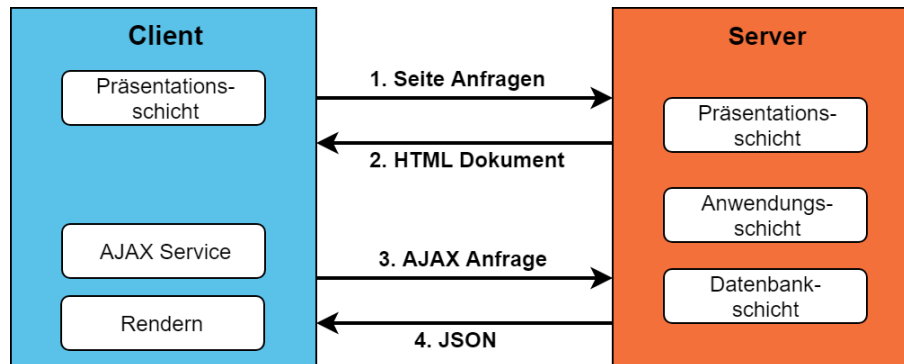 Client
Präsentations-
schicht
AJAX Service
Rendern
1. Seite Anfragen
2. HTML Dokument
3. AJAX Anfrage
4. JSON
Server
Präsentations-
schicht
Anwendungs-
schicht
Datenbank-
schicht